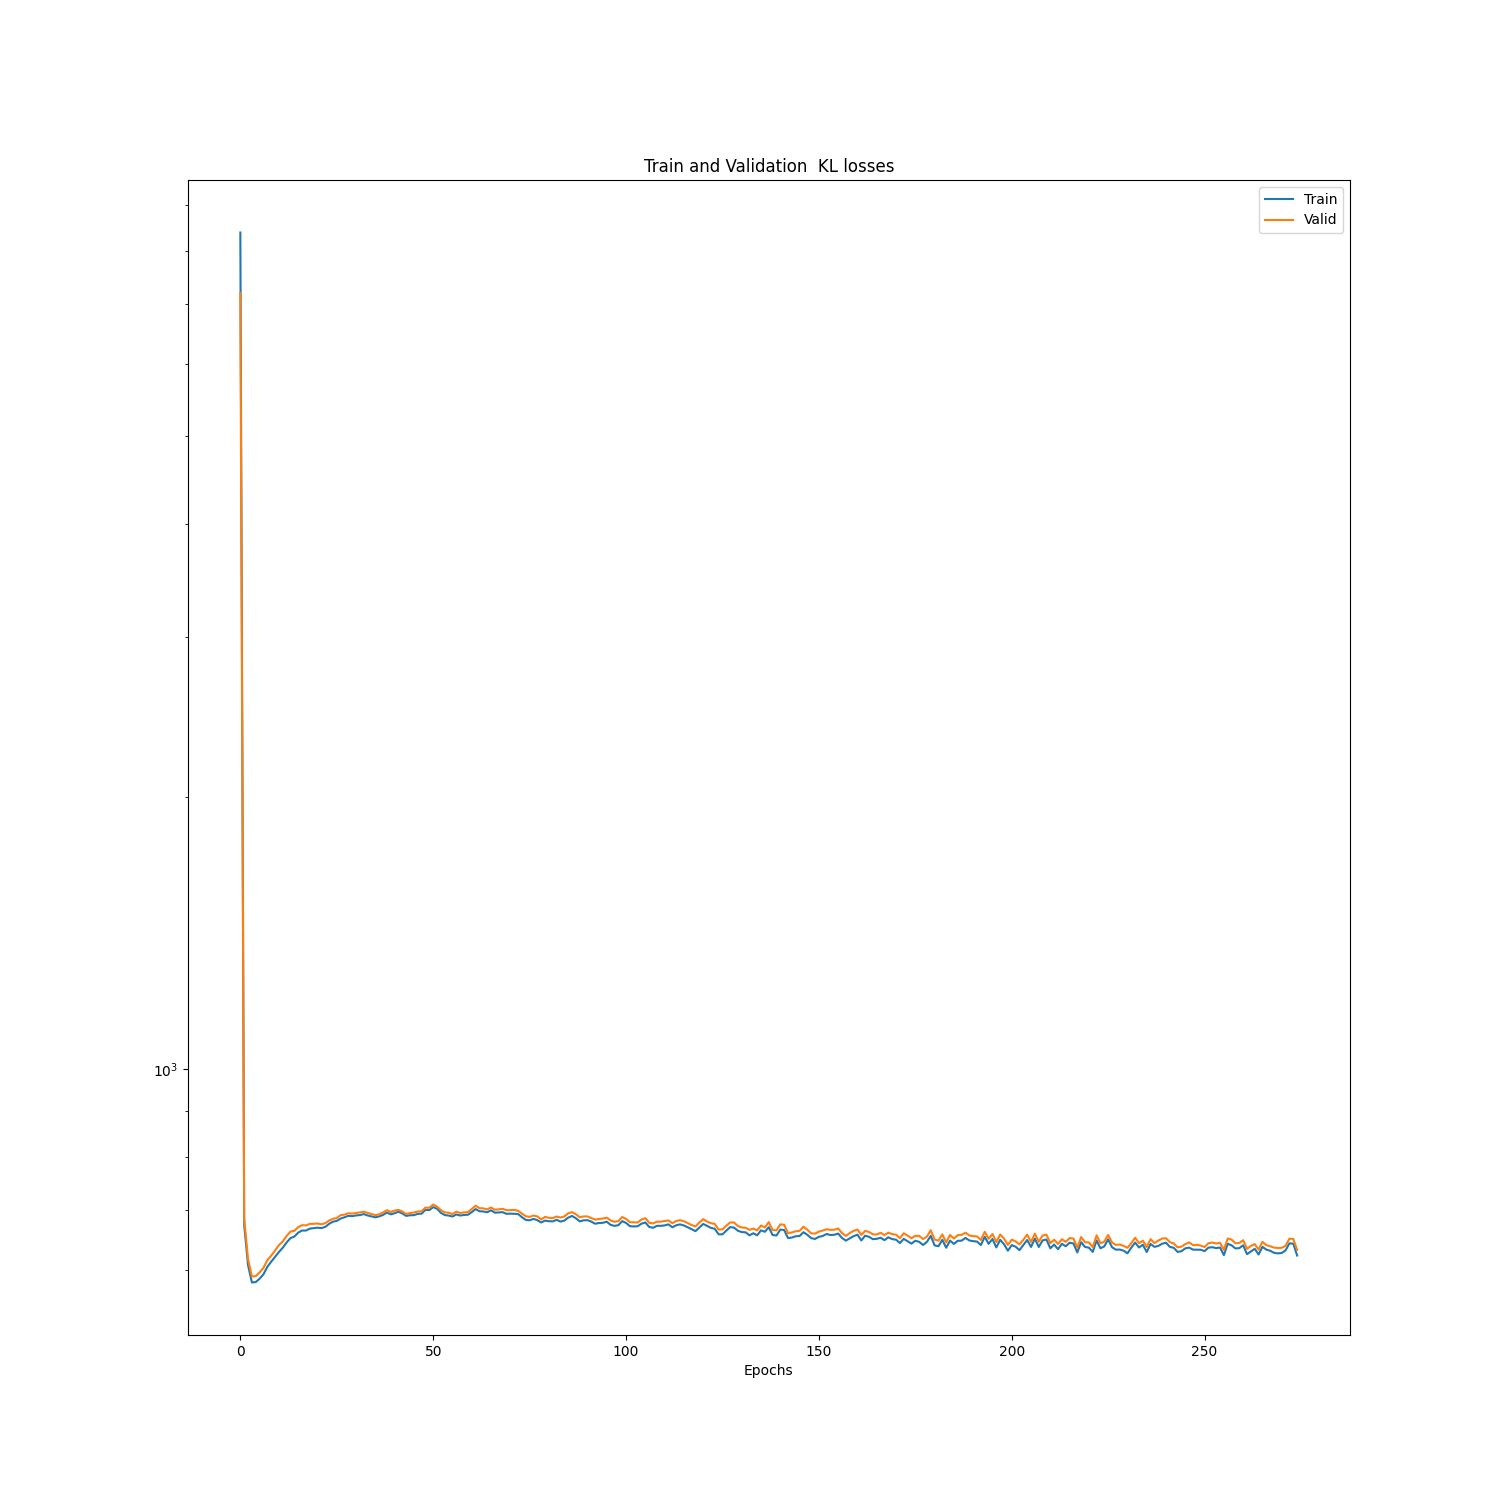 Train and Validation  KL losses
Train
Valid
10³
0 50 100 150 200 250
Epochs